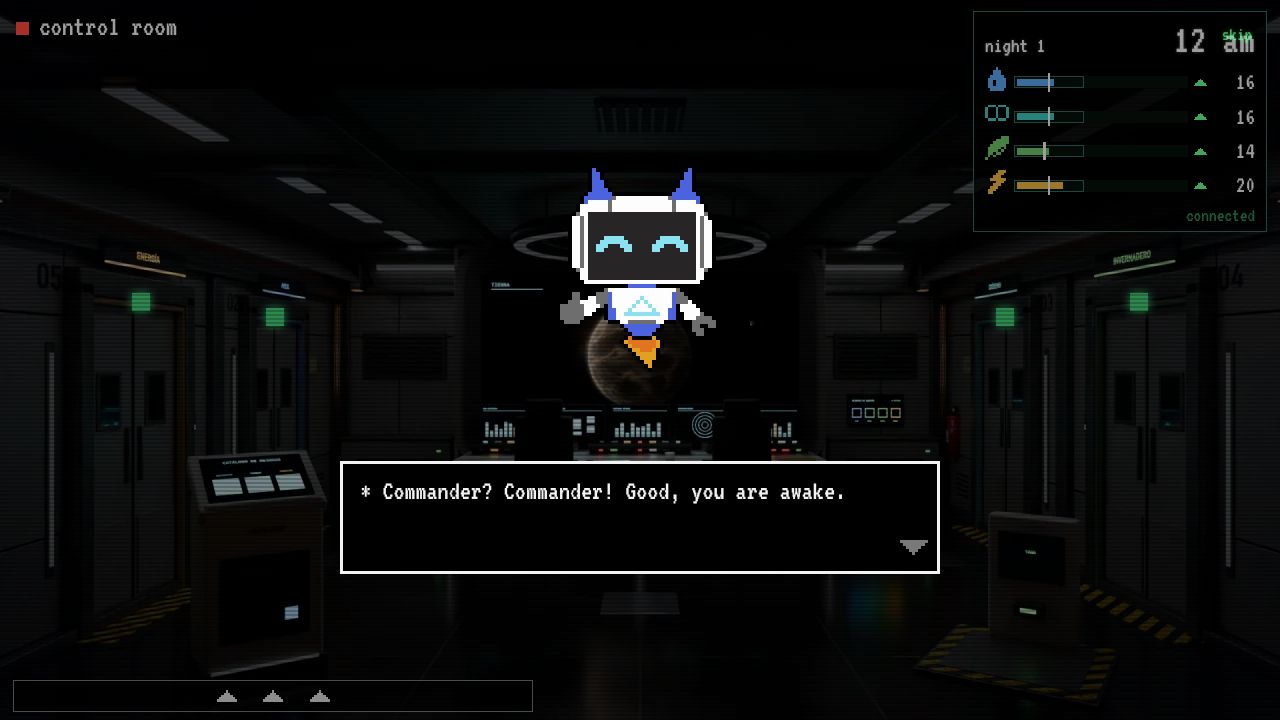 control room
night 1
12 am
skip
16
16
14
20
connected
05
ENERGÍA
04
INVERNADERO
TIERRA
* Commander? Commander! Good, you are awake.